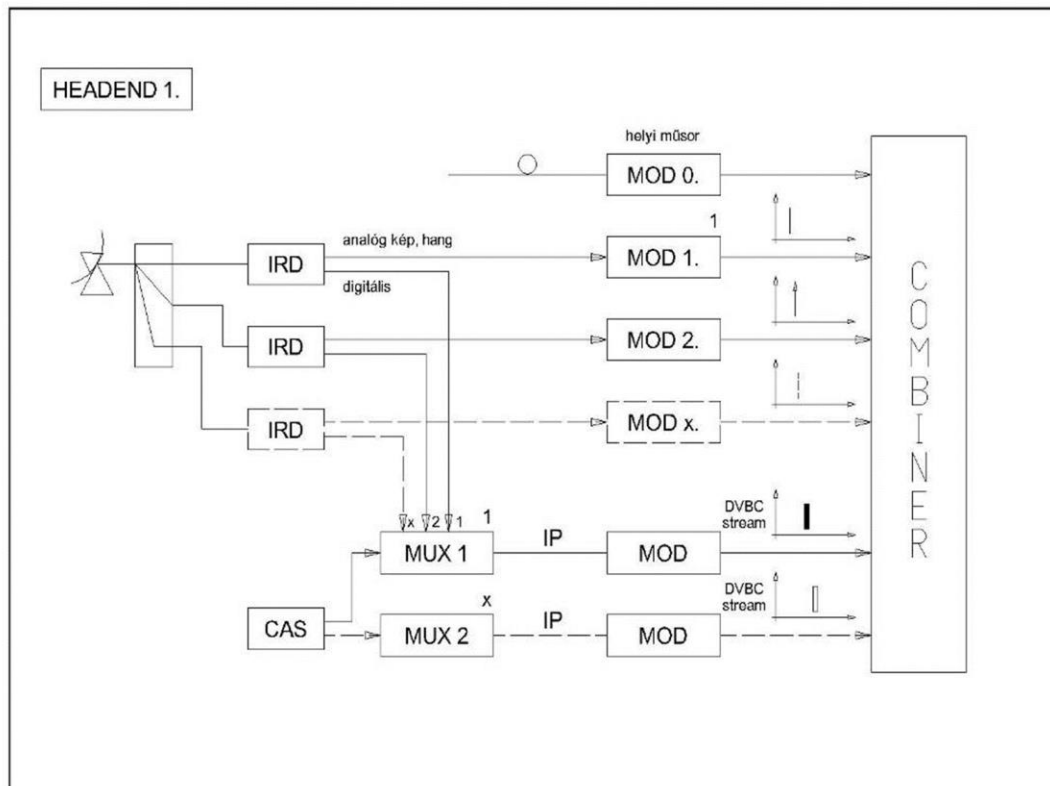 HEADEND 1.
helyi műsor
MOD 0.
analóg kép, hang
1
IRD
MOD 1.
digitális
IRD
MOD 2.
IRD
MOD x.
x 2 1 1
DVBC
stream
MUX 1
IP
MOD
x
DVBC
stream
CAS
MUX 2
IP
MOD
COMBINER